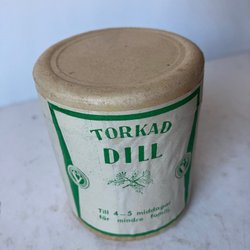 TORKAD
DILL
Till 4—5 middagar
för mindre familj